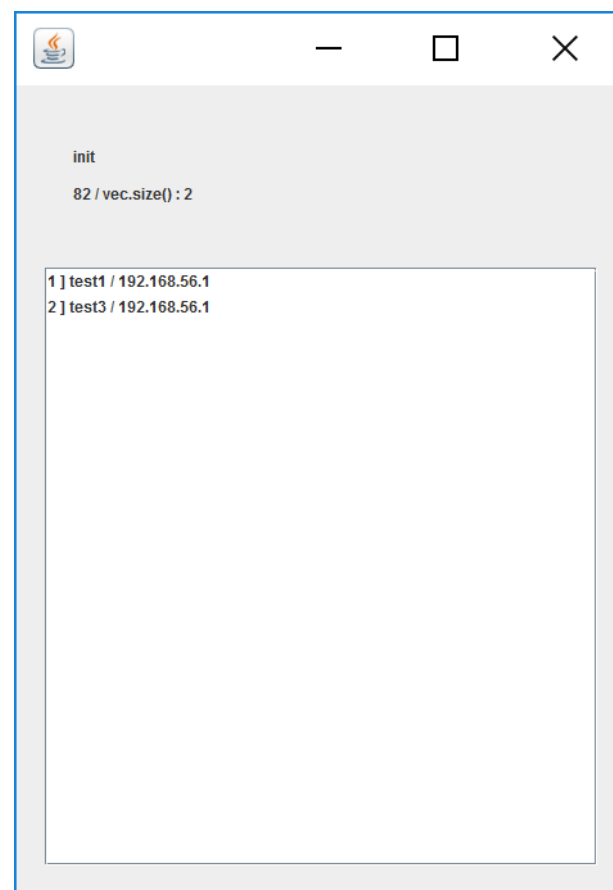 init
82 / vec.size() : 2
1 ] test1 / 192.168.56.1
2 ] test3 / 192.168.56.1